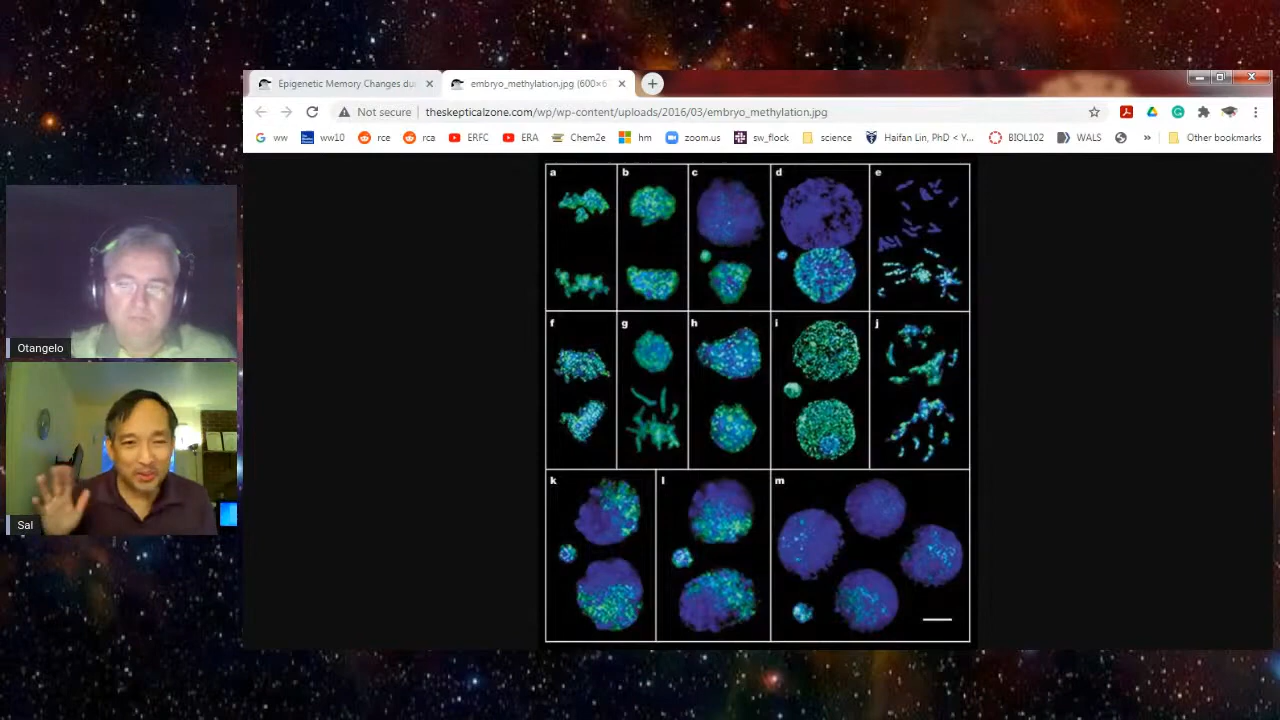 Epigenetic Memory Changes du
embryo_methylation.jpg (600×6
Not secure
theskepticalzone.com/wp/wp-content/uploads/2016/03/embryo_methylation.jpg
ww
ww10
rce
rca
ERFC
ERA
Chem2e
hm
zoom.us
sw_flock
science
Haifan Lin, PhD < Y...
BIOL102
WALS
»
Other bookmarks
a
b
c
d
e
f
g
h
i
j
k
l
m
Otangelo
Sal